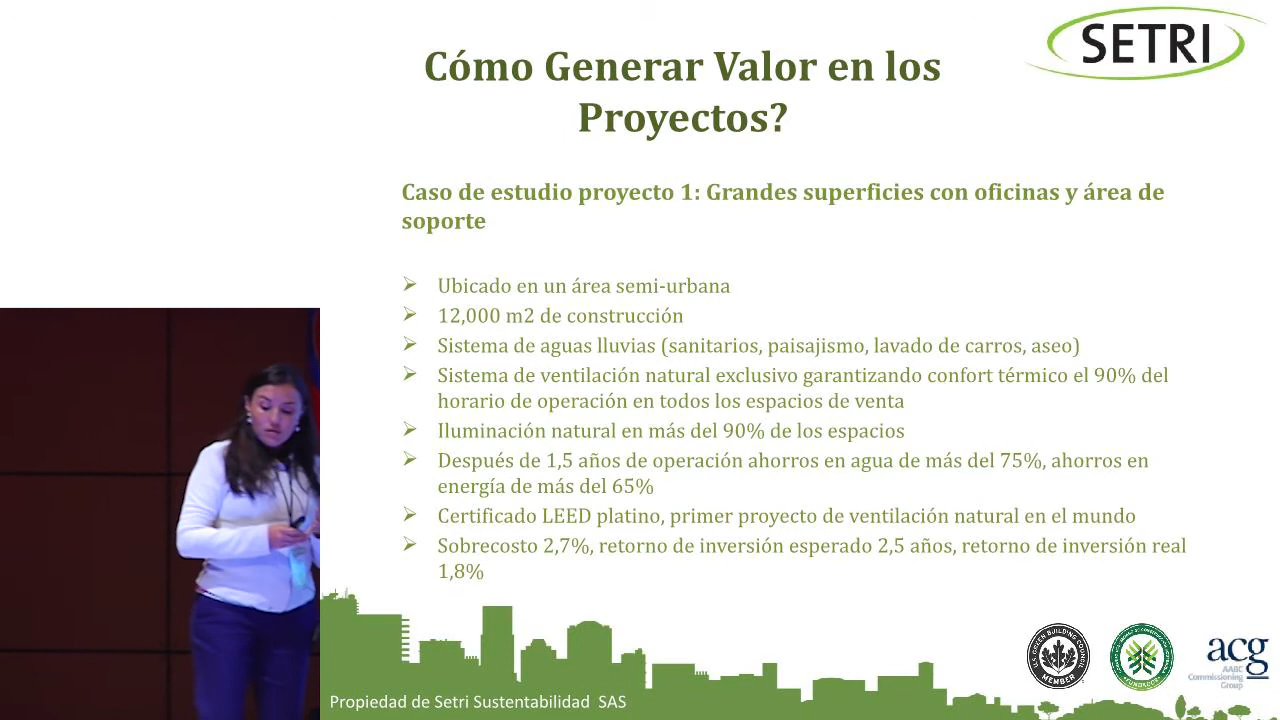 SETRI
Cómo Generar Valor en los
Proyectos?
Caso de estudio proyecto 1: Grandes superficies con oficinas y área de
soporte
Ubicado en un área semi-urbana
12,000 m2 de construcción
Sistema de aguas lluvias (sanitarios, paisajismo, lavado de carros, aseo)
Sistema de ventilación natural exclusivo garantizando confort térmico el 90% del
horario de operación en todos los espacios de venta
Iluminación natural en más del 90% de los espacios
Después de 1,5 años de operación ahorros en agua de más del 75%, ahorros en
energía de más del 65%
Certificado LEED platino, primer proyecto de ventilación natural en el mundo
Sobrecosto 2,7%, retorno de inversión esperado 2,5 años, retorno de inversión real
1,8%
GREEN BUILDING COUNCIL
MEMBER
FUNDADOR
acg
AABC
Commissioning
Group
Propiedad de Setri Sustentabilidad SAS